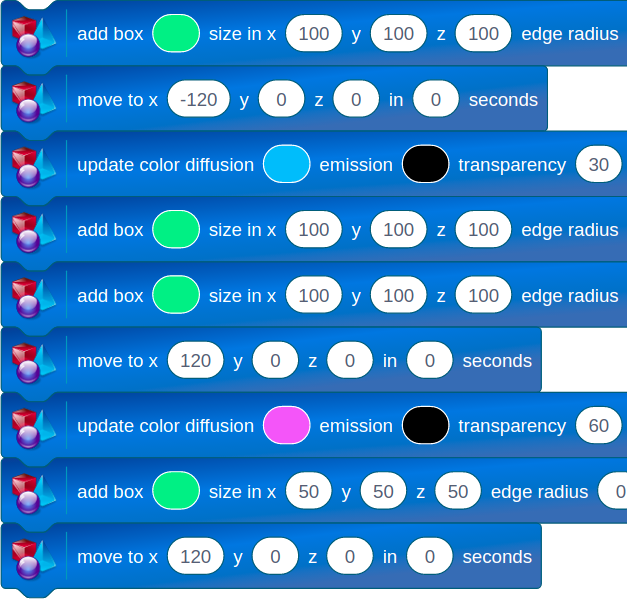 add box size in x 100 y 100 z 100 edge radius
move to x -120 y 0 z 0 in 0 seconds
update color diffusion emission transparency 30
add box size in x 100 y 100 z 100 edge radius
add box size in x 100 y 100 z 100 edge radius
move to x 120 y 0 z 0 in 0 seconds
update color diffusion emission transparency 60
add box size in x 50 y 50 z 50 edge radius 0
move to x 120 y 0 z 0 in 0 seconds